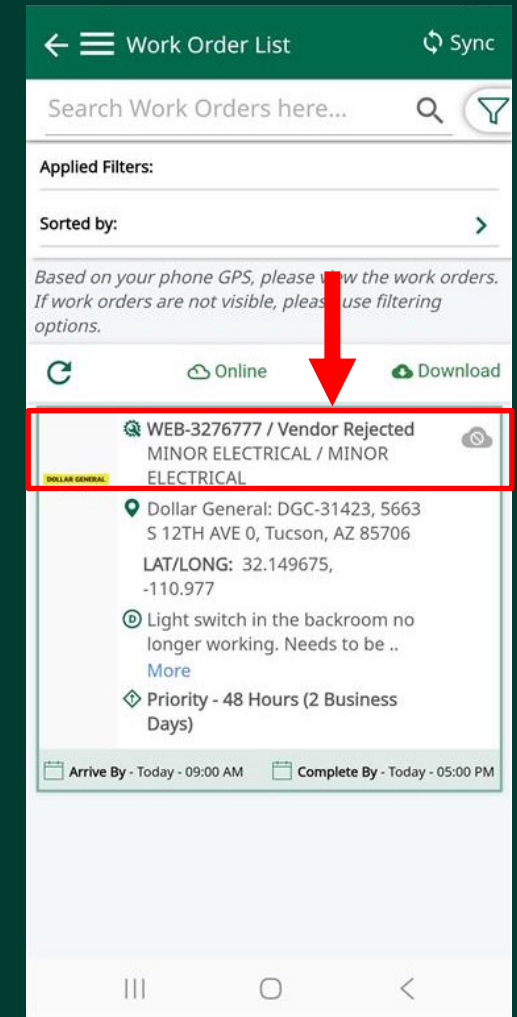 Work Order List
Sync
Search Work Orders here...
Applied Filters:
Sorted by:
Based on your phone GPS, please view the work orders.
If work orders are not visible, please use filtering
options.
Online
Download
WEB-3276777 / Vendor Rejected
MINOR ELECTRICAL / MINOR
ELECTRICAL
DOLLAR GENERAL
Dollar General: DGC-31423, 5663
S 12TH AVE 0, Tucson, AZ 85706
LAT/LONG: 32.149675,
-110.977
D
Light switch in the backroom no
longer working. Needs to be ..
More
Priority - 48 Hours (2 Business
Days)
Arrive By - Today - 09:00 AM
Complete By - Today - 05:00 PM